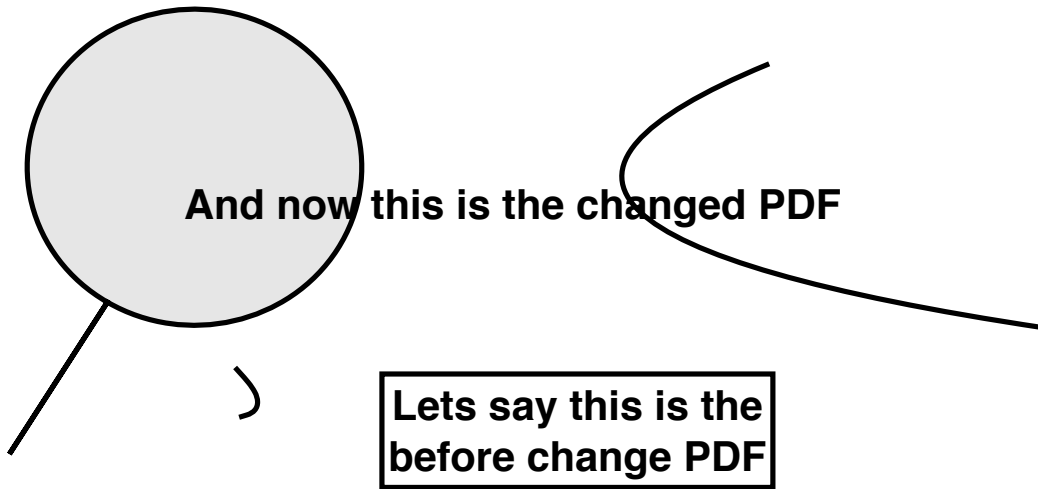 And now this is the changed PDF
Lets say this is the
before change PDF